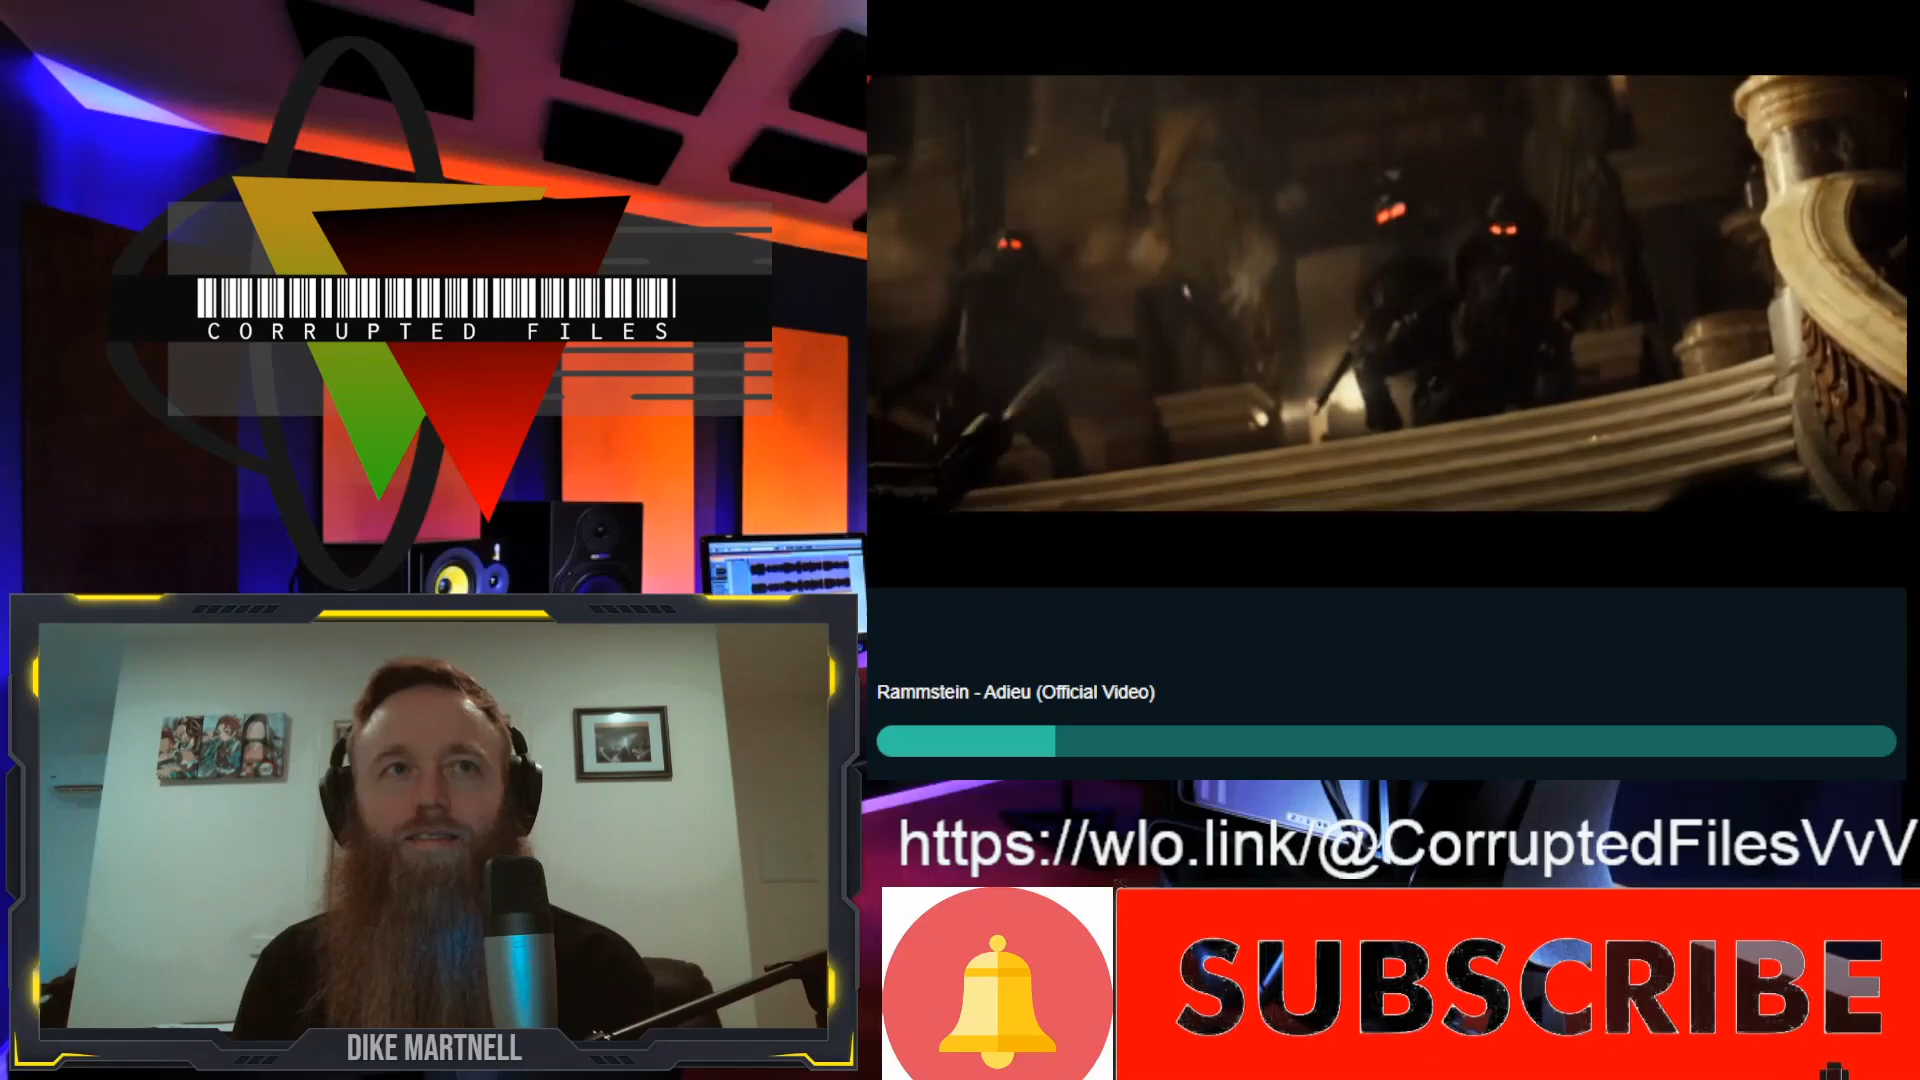 CORRUPTED FILES
Rammstein - Adieu (Official Video)
https://wlo.link/@CorruptedFilesVvV
SUBSCRIBE
DIKE MARTNELL